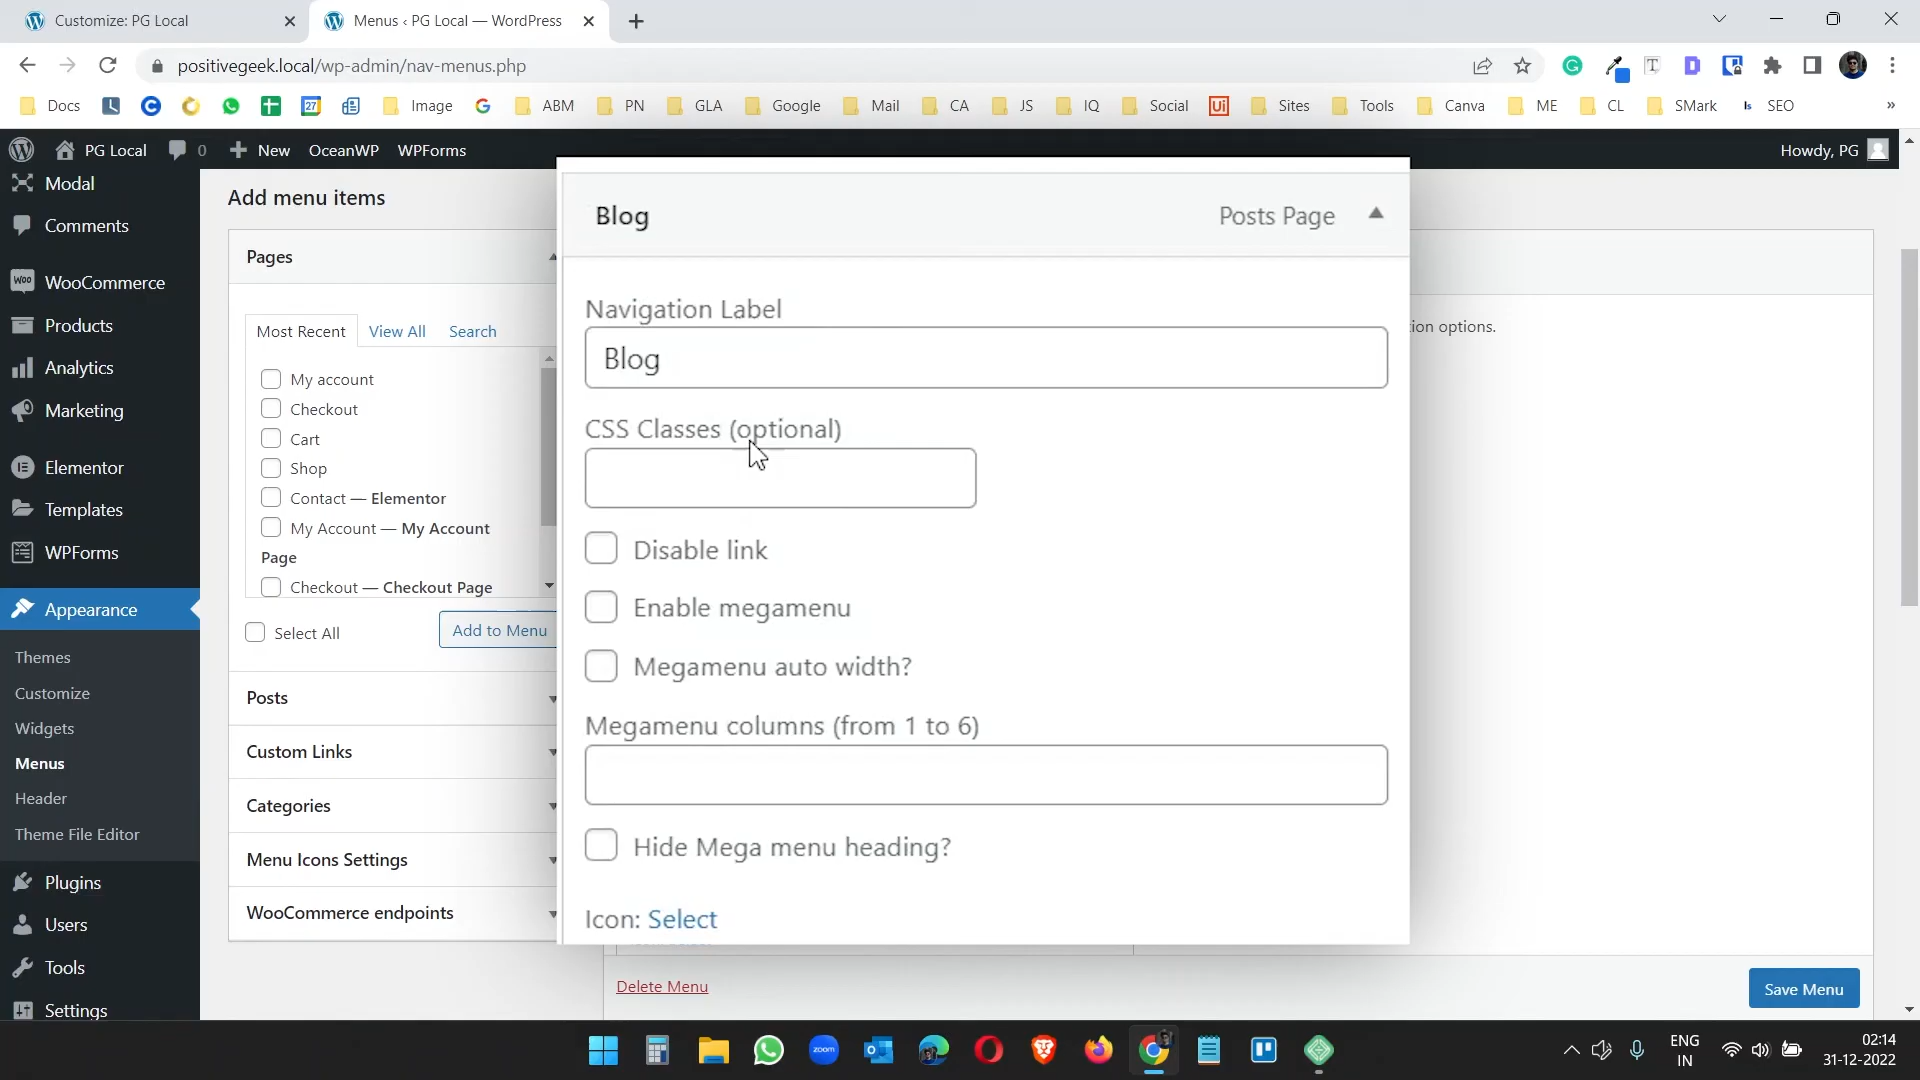 Customize: PG Local
Menus ‹ PG Local — WordPress
positivegeek.local/wp-admin/nav-menus.php
Docs
Image
ABM
PN
GLA
Google
Mail
CA
JS
IQ
Social
Sites
Tools
Canva
ME
CL
SMark
SEO
PG Local
0
New
OceanWP
WPForms
Howdy, PG
Modal
Comments
WooCommerce
Products
Analytics
Marketing
Elementor
Templates
WPForms
Appearance
Themes
Customize
Widgets
Menus
Header
Theme File Editor
Plugins
Users
Tools
Settings
Add menu items
Pages
Most Recent
View All
Search
My account
Checkout
Cart
Shop
Contact — Elementor
My Account — My Account
Page
Checkout — Checkout Page
Select All
Add to Menu
Posts
Custom Links
Categories
Menu Icons Settings
WooCommerce endpoints
Blog
Posts Page
Navigation Label
Blog
CSS Classes (optional)
Disable link
Enable megamenu
Megamenu auto width?
Megamenu columns (from 1 to 6)
Hide Mega menu heading?
Icon: Select
ion options.
Delete Menu
Save Menu
zoom
ENG
IN
02:14
31-12-2022